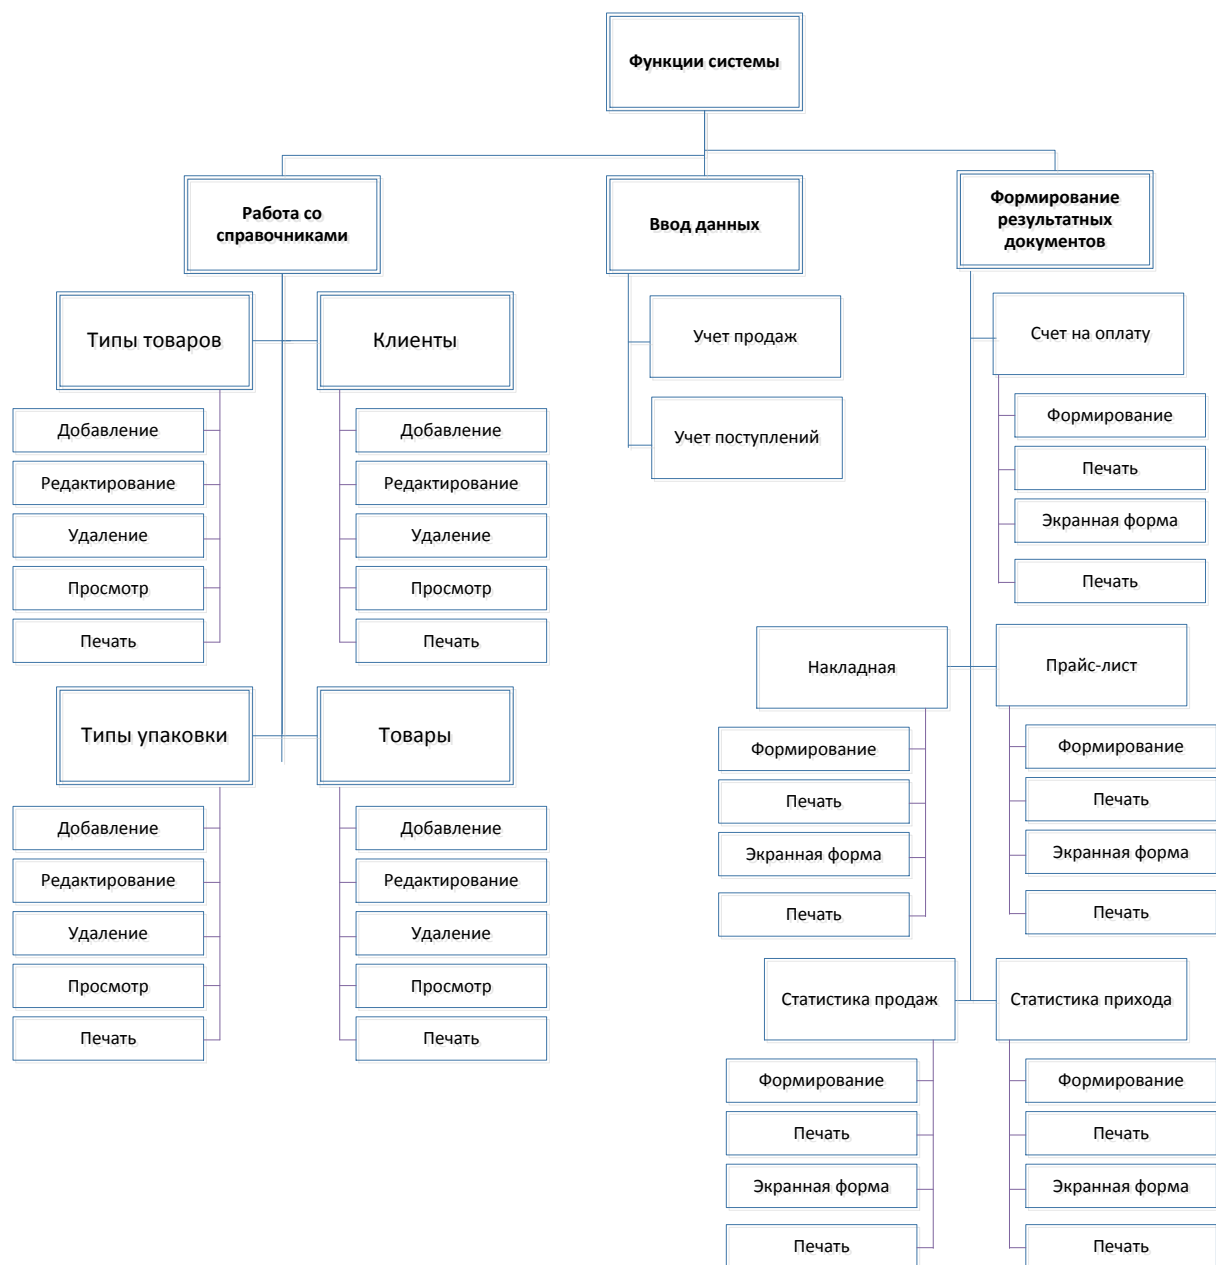 Функции системы
Работа со
справочниками
Типы товаров
Добавление
Редактирование
Удаление
Просмотр
Печать
Клиенты
Добавление
Редактирование
Удаление
Просмотр
Печать
Типы упаковки
Добавление
Редактирование
Удаление
Просмотр
Печать
Товары
Добавление
Редактирование
Удаление
Просмотр
Печать
Ввод данных
Учет продаж
Учет поступлений
Формирование
результатных
документов
Счет на оплату
Формирование
Печать
Экранная форма
Печать
Накладная
Формирование
Печать
Экранная форма
Печать
Прайс-лист
Формирование
Печать
Экранная форма
Печать
Статистика продаж
Формирование
Печать
Экранная форма
Печать
Статистика прихода
Формирование
Печать
Экранная форма
Печать